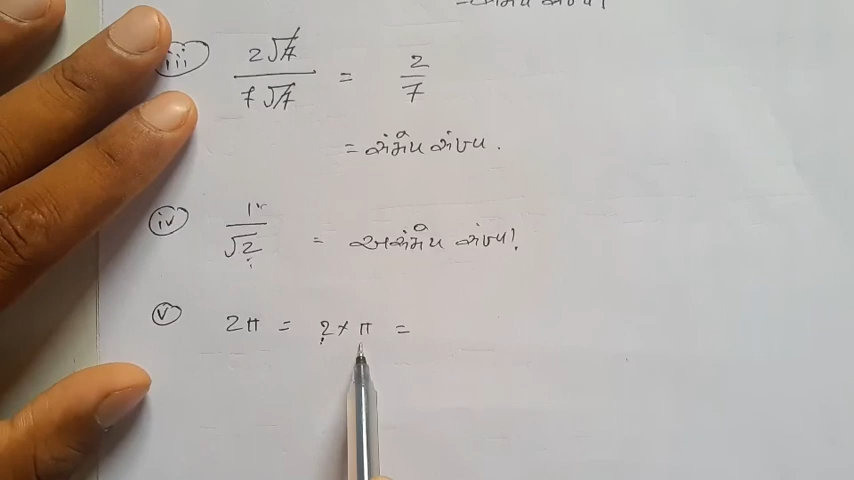 iii 2√7 / 7√7 = 2/7
= સંમેય સંખ્યા.
iv 1 / √2 = અસંમેય સંખ્યા.
v 2π = 2 × π =